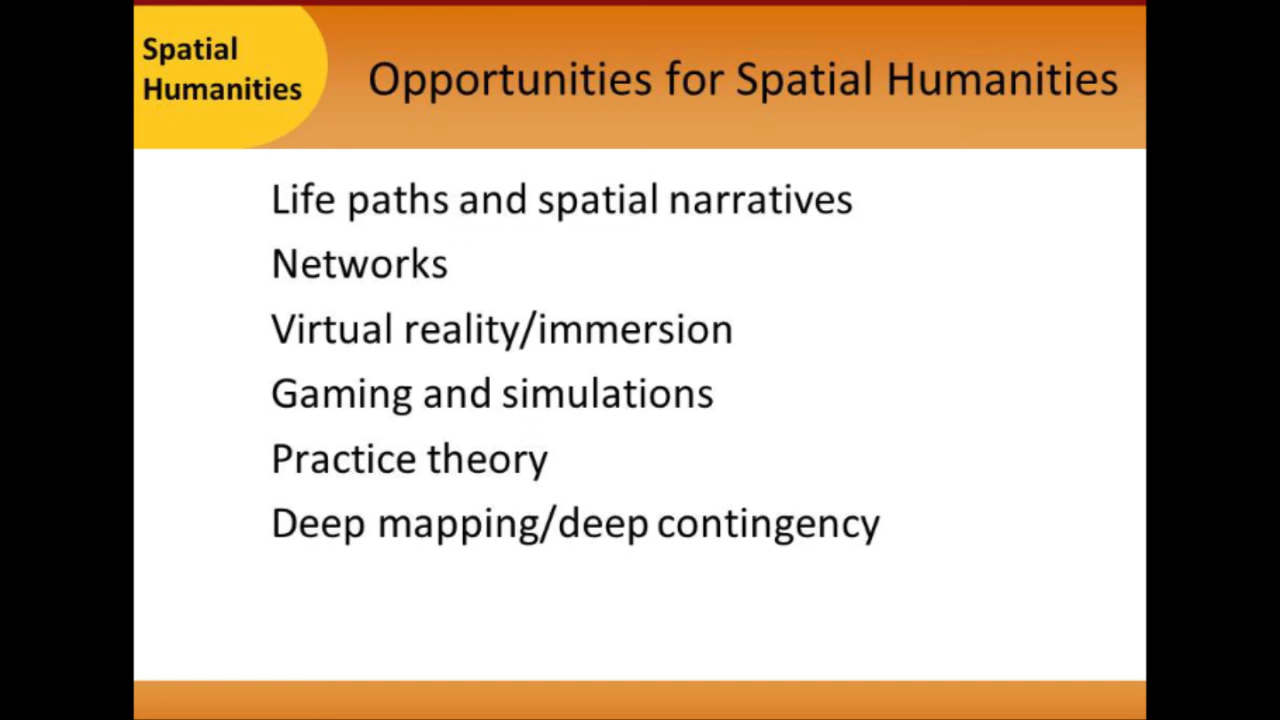 Spatial
Humanities
Opportunities for Spatial Humanities
Life paths and spatial narratives
Networks
Virtual reality/immersion
Gaming and simulations
Practice theory
Deep mapping/deep contingency